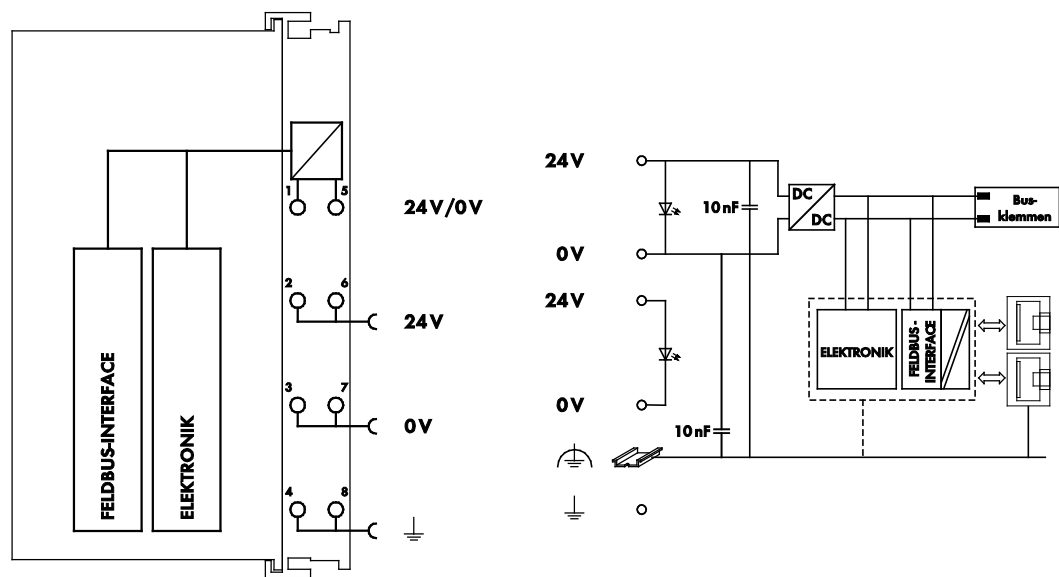 FELDBUS-INTERFACE
ELEKTRONIK
1
5
24V/0V
2
6
24V
3
7
0V
4
8
24V
0V
24V
0V
10nF
10nF
DC
DC
Bus-
klemmen
ELEKTRONIK
FELDBUS-
INTERFACE